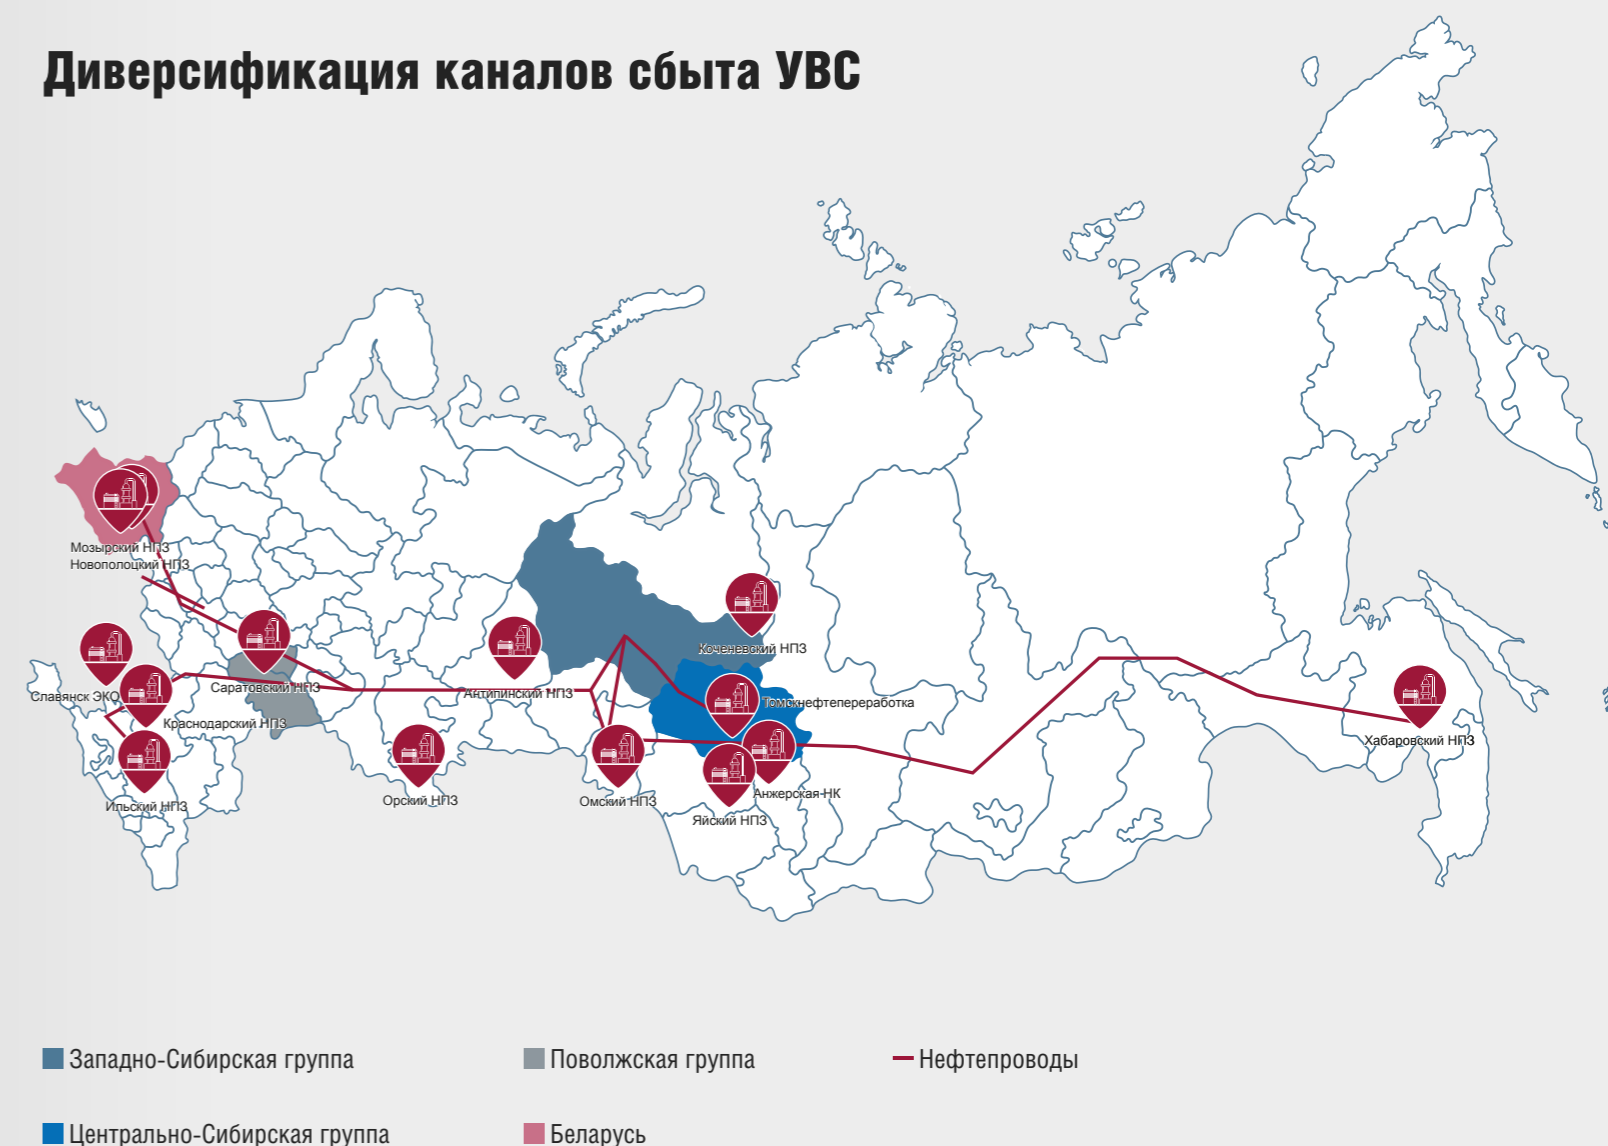 Диверсификация каналов сбыта УВС
Мозырский НПЗ
Новополоцкий НПЗ
Коченевский НПЗ
Славянск ЭКО
Саратовский НПЗ
Антипинский НПЗ
Томскнефтепереработка
Краснодарский НПЗ
Хабаровский НПЗ
Ильский НПЗ
Орский НПЗ
Омский НПЗ
Анжерская НК
Яйский НПЗ
Западно-Сибирская группа
Поволжская группа
Нефтепроводы
Центрально-Сибирская группа
Беларусь